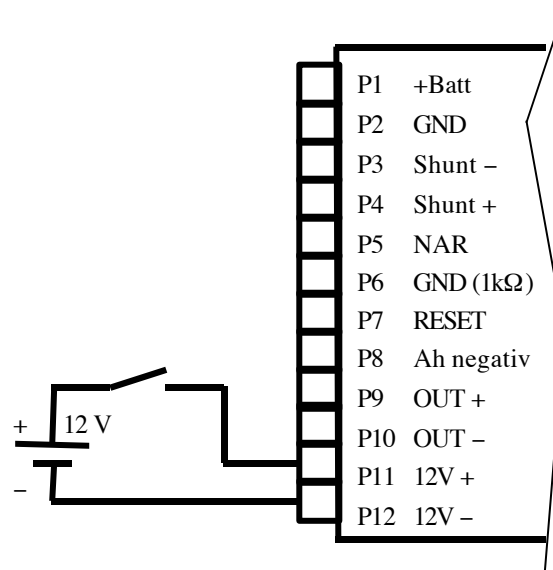 P1 +Batt
P2 GND
P3 Shunt −
P4 Shunt +
P5 NAR
P6 GND (1kΩ)
P7 RESET
P8 Ah negativ
P9 OUT +
P10 OUT −
P11 12V +
P12 12V −
+ 12 V
−